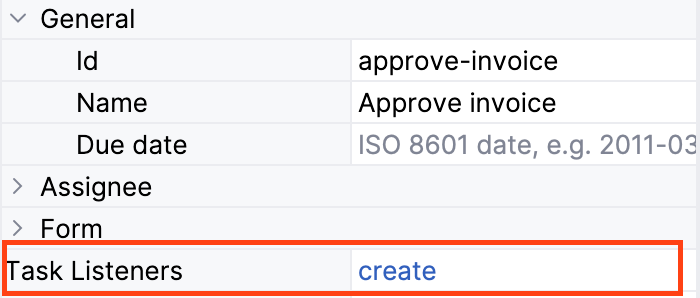 General
Id approve-invoice
Name Approve invoice
Due date ISO 8601 date, e.g. 2011-03
Assignee
Form
Task Listeners create